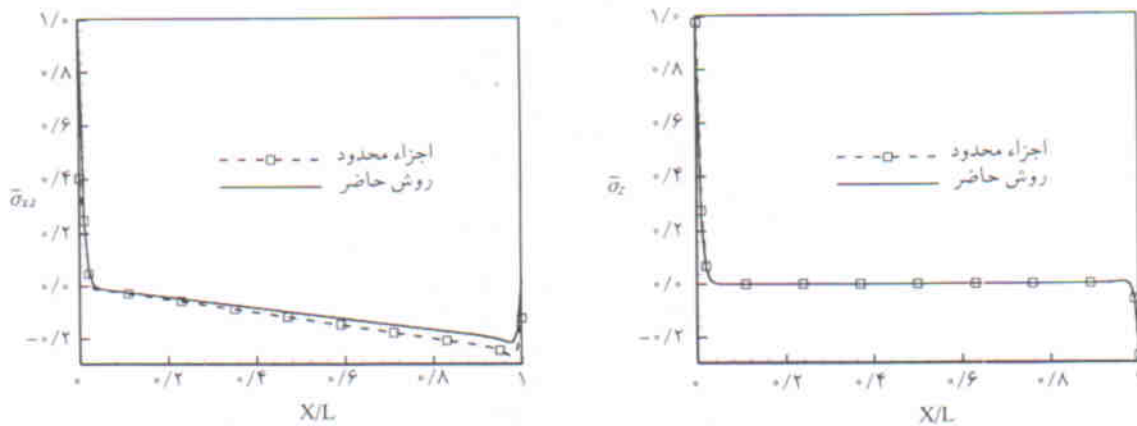 ۱/۰
۰/۸
۰/۶
۰/۴
۰/۲
۰/۰
-۰/۲
σ̄xz
اجزاء محدود
روش حاضر
۰ ۰/۲ ۰/۴ ۰/۶ ۰/۸ ۱
X/L
۱/۰
۰/۸
۰/۶
۰/۴
۰/۲
۰/۰
-۰/۲
σ̄z
اجزاء محدود
روش حاضر
۰ ۰/۲ ۰/۴ ۰/۶ ۰/۸
X/L